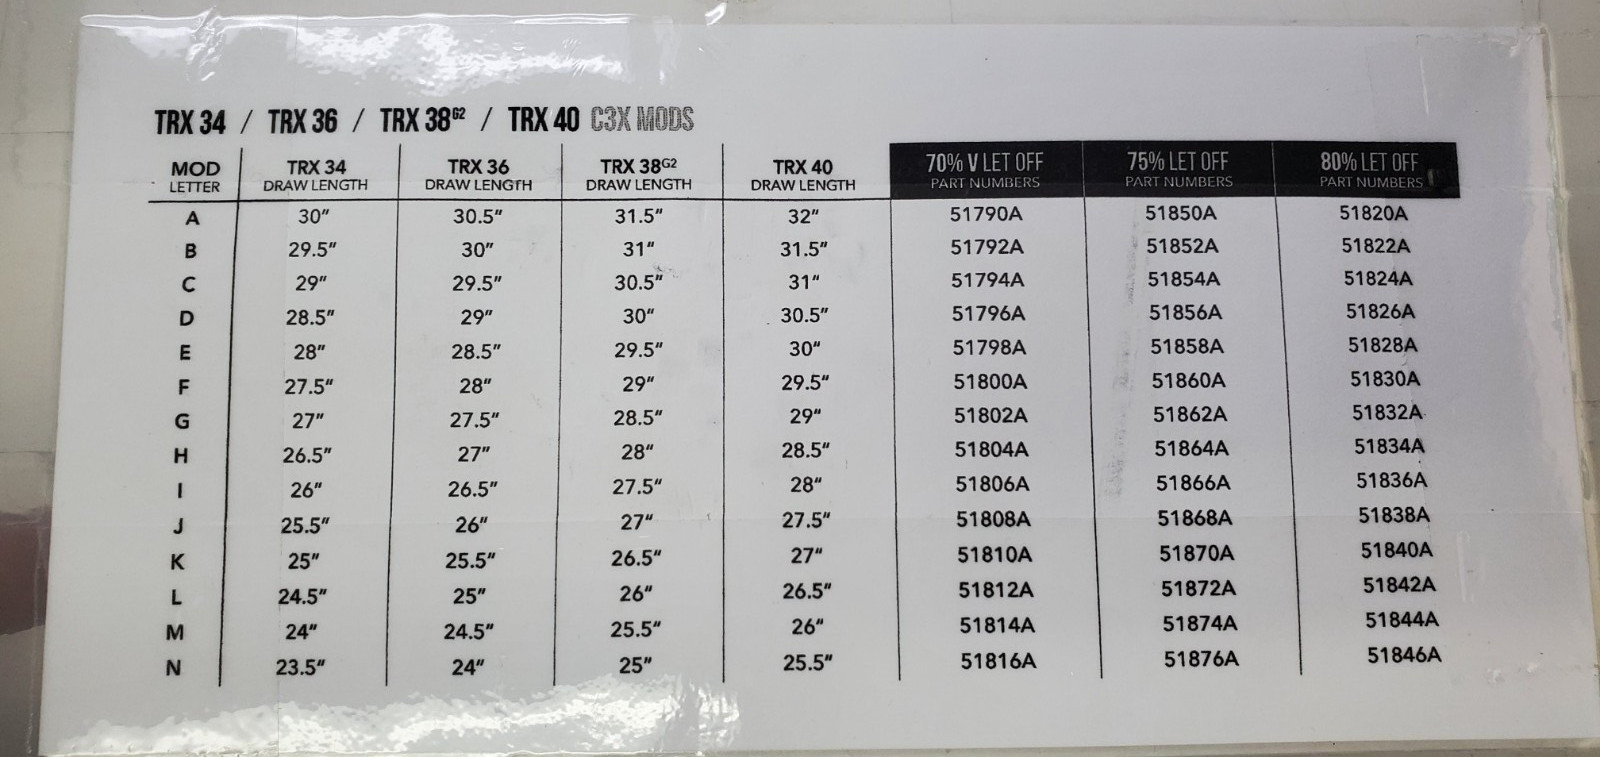 TRX 34 / TRX 36 / TRX 38G2 / TRX 40 C3X MODS
MOD LETTER TRX 34 DRAW LENGTH TRX 36 DRAW LENGTH TRX 38G2 DRAW LENGTH TRX 40 DRAW LENGTH 70% V LET OFF PART NUMBERS 75% LET OFF PART NUMBERS 80% LET OFF PART NUMBERS
A 30" 30.5" 31.5" 32" 51790A 51850A 51820A
B 29.5" 30" 31" 31.5" 51792A 51852A 51822A
C 29" 29.5" 30.5" 31" 51794A 51854A 51824A
D 28.5" 29" 30" 30.5" 51796A 51856A 51826A
E 28" 28.5" 29.5" 30" 51798A 51858A 51828A
F 27.5" 28" 29" 29.5" 51800A 51860A 51830A
G 27" 27.5" 28.5" 29" 51802A 51862A 51832A
H 26.5" 27" 28" 28.5" 51804A 51864A 51834A
I 26" 26.5" 27.5" 28" 51806A 51866A 51836A
J 25.5" 26" 27" 27.5" 51808A 51868A 51838A
K 25" 25.5" 26.5" 27" 51810A 51870A 51840A
L 24.5" 25" 26" 26.5" 51812A 51872A 51842A
M 24" 24.5" 25.5" 26" 51814A 51874A 51844A
N 23.5" 24" 25" 25.5" 51816A 51876A 51846A